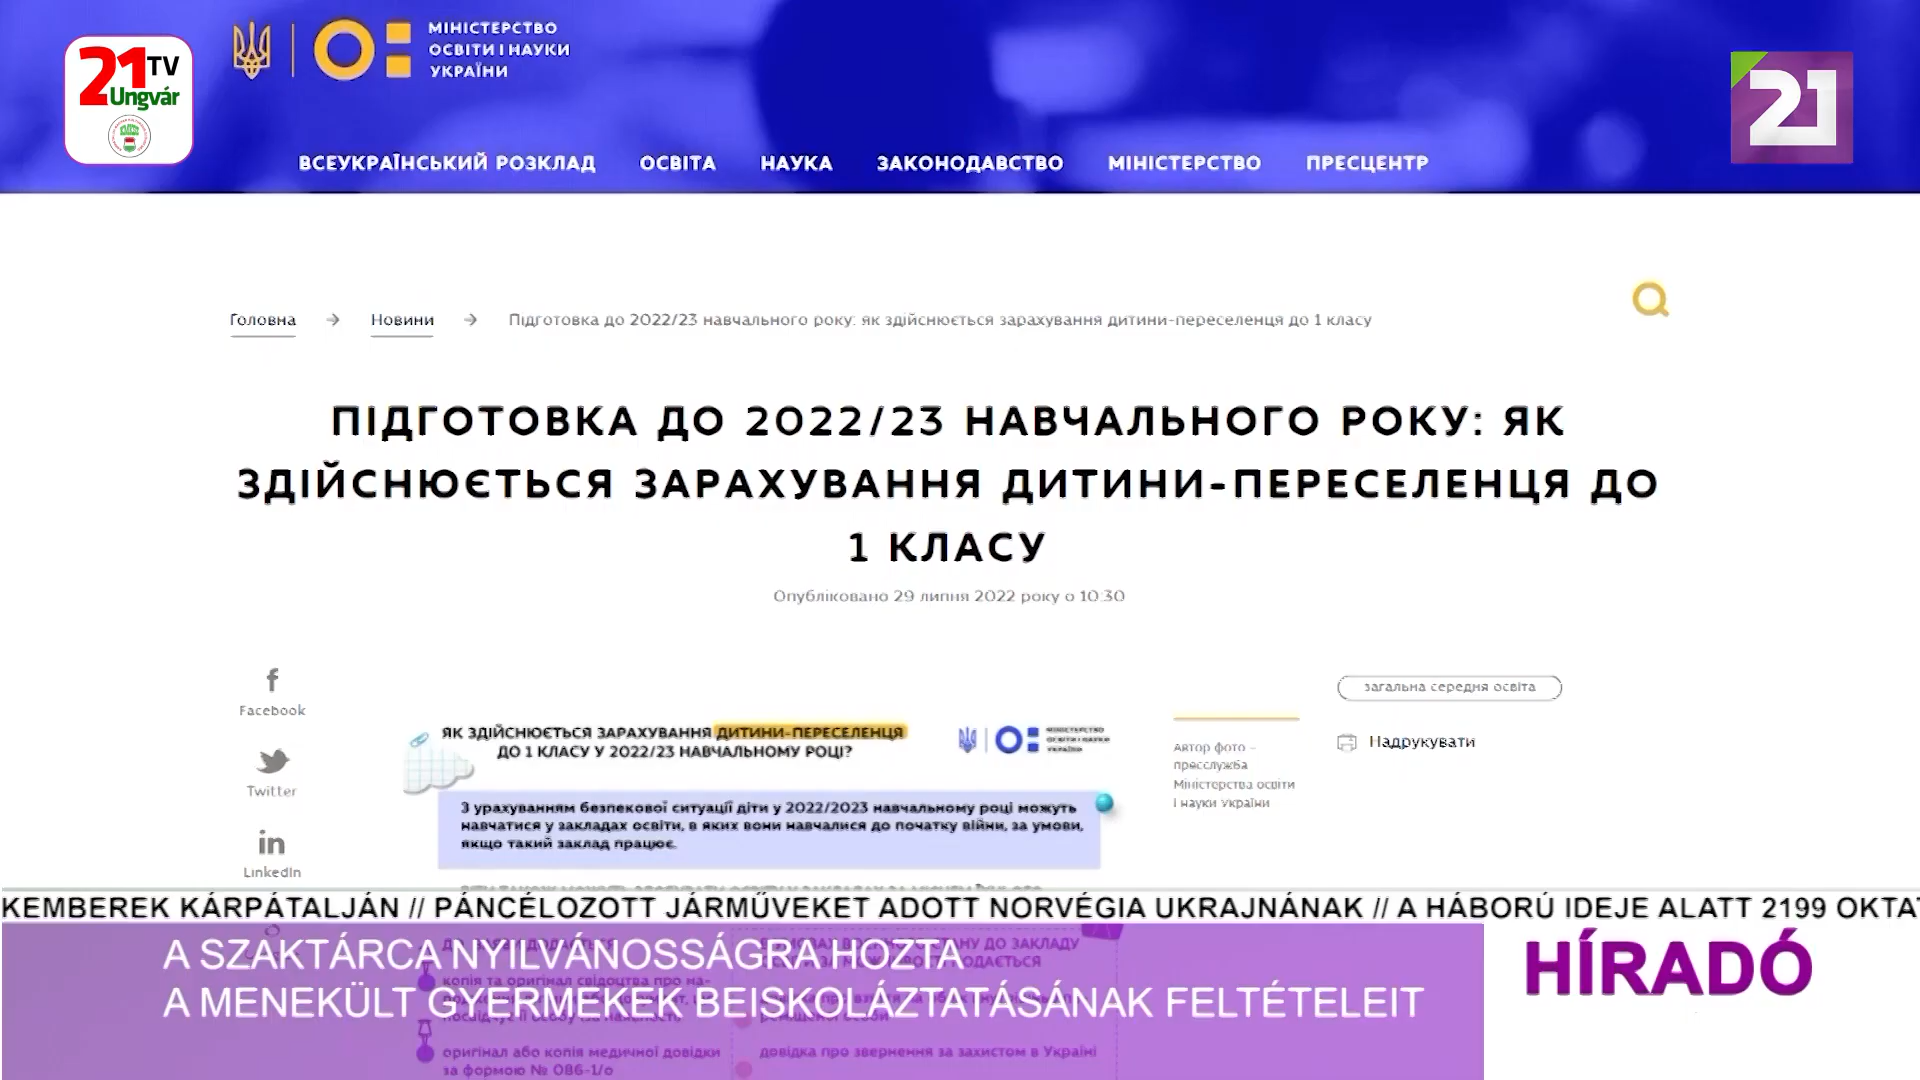 МІНІСТЕРСТВО
ОСВІТИ І НАУКИ
УКРАЇНИ
21 TV
Ungvár
21
ВСЕУКРАЇНСЬКИЙ РОЗКЛАД ОСВІТА НАУКА ЗАКОНОДАВСТВО МІНІСТЕРСТВО ПРЕСЦЕНТР
Головна → Новини → Підготовка до 2022/23 навчального року: як здійснюється зарахування дитини-переселенця до 1 класу
ПІДГОТОВКА ДО 2022/23 НАВЧАЛЬНОГО РОКУ: ЯК
ЗДІЙСНЮЄТЬСЯ ЗАРАХУВАННЯ ДИТИНИ-ПЕРЕСЕЛЕНЦЯ ДО
1 КЛАСУ
Опубліковано 29 липня 2022 року о 10:30
Facebook
Twitter
LinkedIn
ЯК ЗДІЙСНЮЄТЬСЯ ЗАРАХУВАННЯ ДИТИНИ-ПЕРЕСЕЛЕНЦЯ
ДО 1 КЛАСУ У 2022/23 НАВЧАЛЬНОМУ РОЦІ?
МІНІСТЕРСТВО
ОСВІТИ І НАУКИ
УКРАЇНИ
З урахуванням безпекової ситуації діти у 2022/2023 навчальному році можуть
навчатися у закладах освіти, в яких вони навчалися до початку війни, за умови,
якщо такий заклад працює.
Автор фото –
пресслужба
Міністерства освіти
і науки України
загальна середня освіта
Надрукувати
KEMBEREK KÁRPÁTALJÁN // PÁNCÉLOZOTT JÁRMŰVEKET ADOTT NORVÉGIA UKRAJNÁNAK // A HÁBORÚ IDEJE ALATT 2199 OKTA
A SZAKTÁRCA NYILVÁNOSSÁGRA HOZTA
A MENEKÜLT GYERMEKEK BEISKOLÁZTATÁSÁNAK FELTÉTELEIT
HÍRADÓ
оригінал або копія медичної довідки
за формою № 086-1/о
довідка про звернення за захистом в Україні